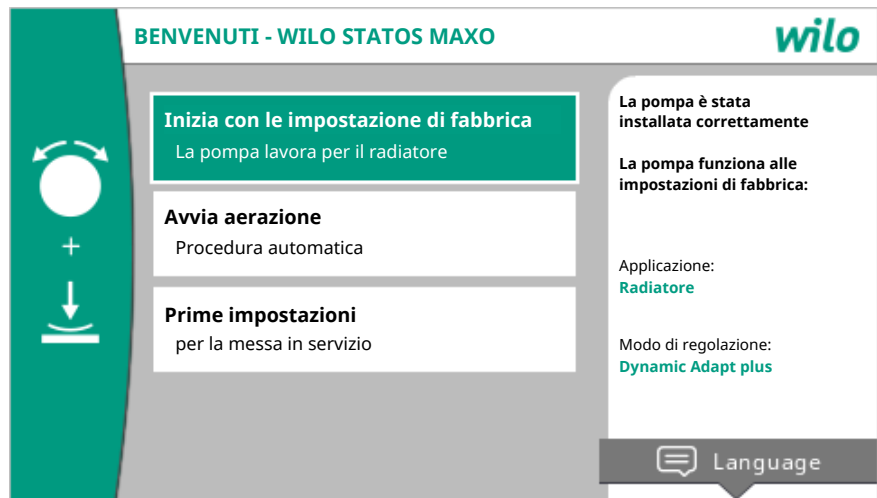 BENVENUTI - WILO STATOS MAXO
wilo
Inizia con le impostazione di fabbrica
La pompa lavora per il radiatore
Avvia aerazione
Procedura automatica
Prime impostazioni
per la messa in servizio
La pompa è stata
installata correttamente
La pompa funziona alle
impostazioni di fabbrica:
Applicazione:
Radiatore
Modo di regolazione:
Dynamic Adapt plus
+
Language